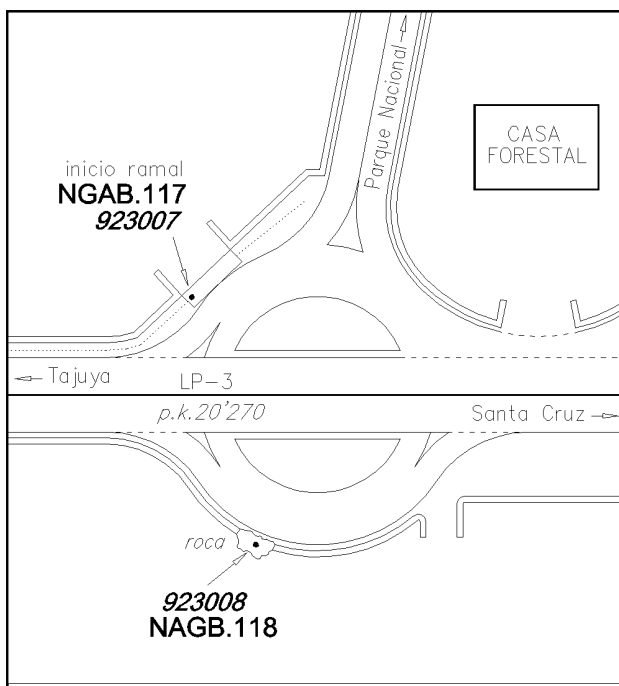 Parque Nacional
CASA
FORESTAL
inicio ramal
NGAB.117
923007
Tajuya
LP-3
p.k.20'270
Santa Cruz
roca
923008
NAGB.118